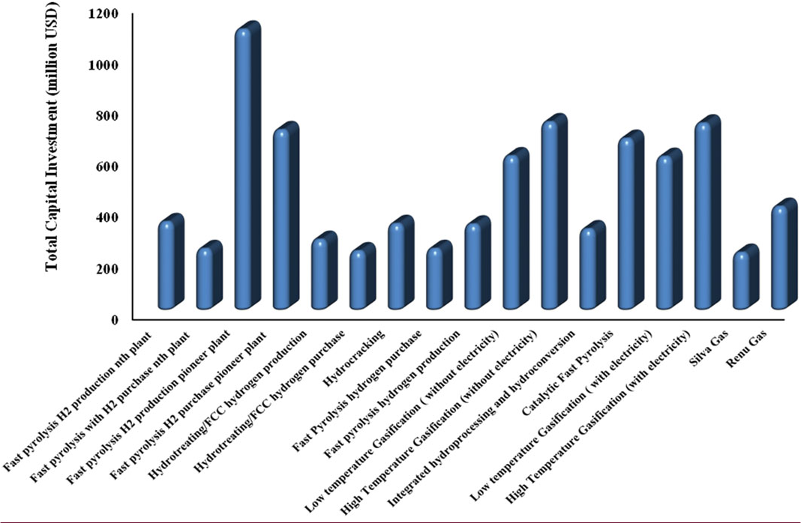 Total Capital Investment (million USD)
1200
1000
800
600
400
200
0
Fast pyrolysis H2 production nth plant
Fast pyrolysis with H2 purchase nth plant
Fast pyrolysis H2 production pioneer plant
Fast pyrolysis H2 purchase pioneer plant
Hydrotreating/FCC hydrogen production
Hydrotreating/FCC hydrogen purchase
Hydrocracking
Fast Pyrolysis hydrogen purchase
Fast pyrolysis hydrogen production
Low temperature Gasification ( without electricity)
High Temperature Gasification (without electricity)
Integrated hydroprocessing and hydroconversion
Catalytic Fast Pyrolysis
Low temperature Gasification ( with electricity)
High Temperature Gasification (with electricity)
Silva Gas
Renu Gas